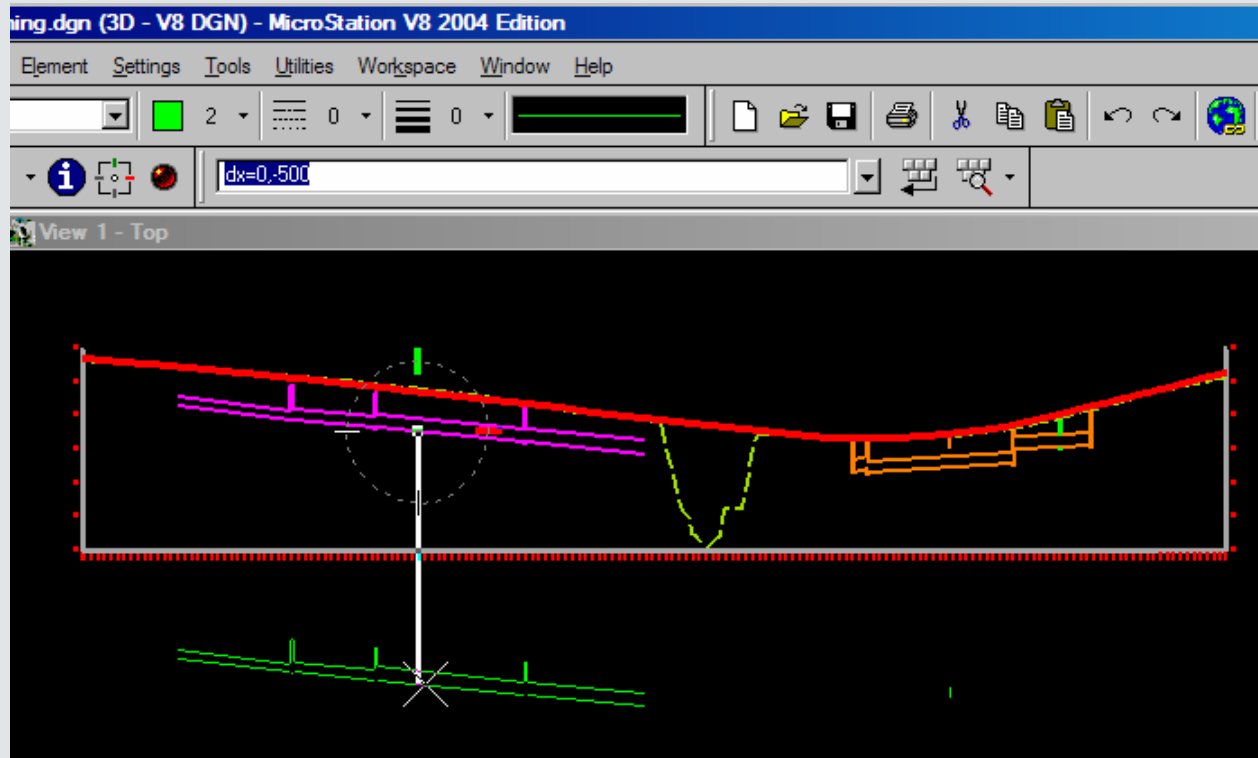 ning.dgn (3D - V8 DGN) - MicroStation V8 2004 Edition
Element Settings Tools Utilities Workspace Window Help
2 0 0
dx=0,-500
View 1 - Top